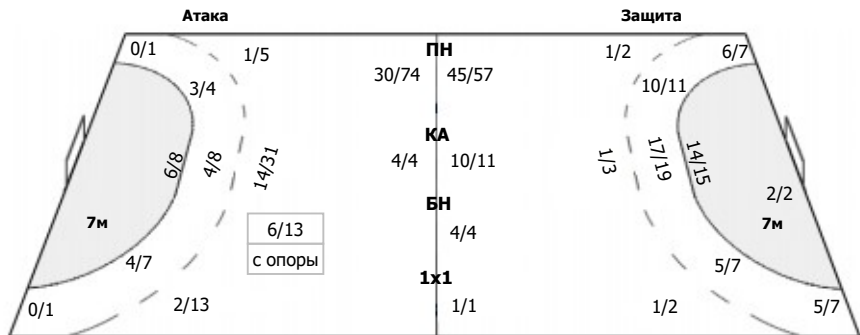 Атака Защита
0/1 1/5 ПН 1/2 6/7
3/4 30/74 45/57 10/11
6/8 4/8 14/31 КА 1/3 17/19 14/15
4/4 10/11
2/2
7м БН 7м
6/13 4/4
с опоры
4/7 5/7
1x1
0/1 2/13 1/1 1/2 5/7